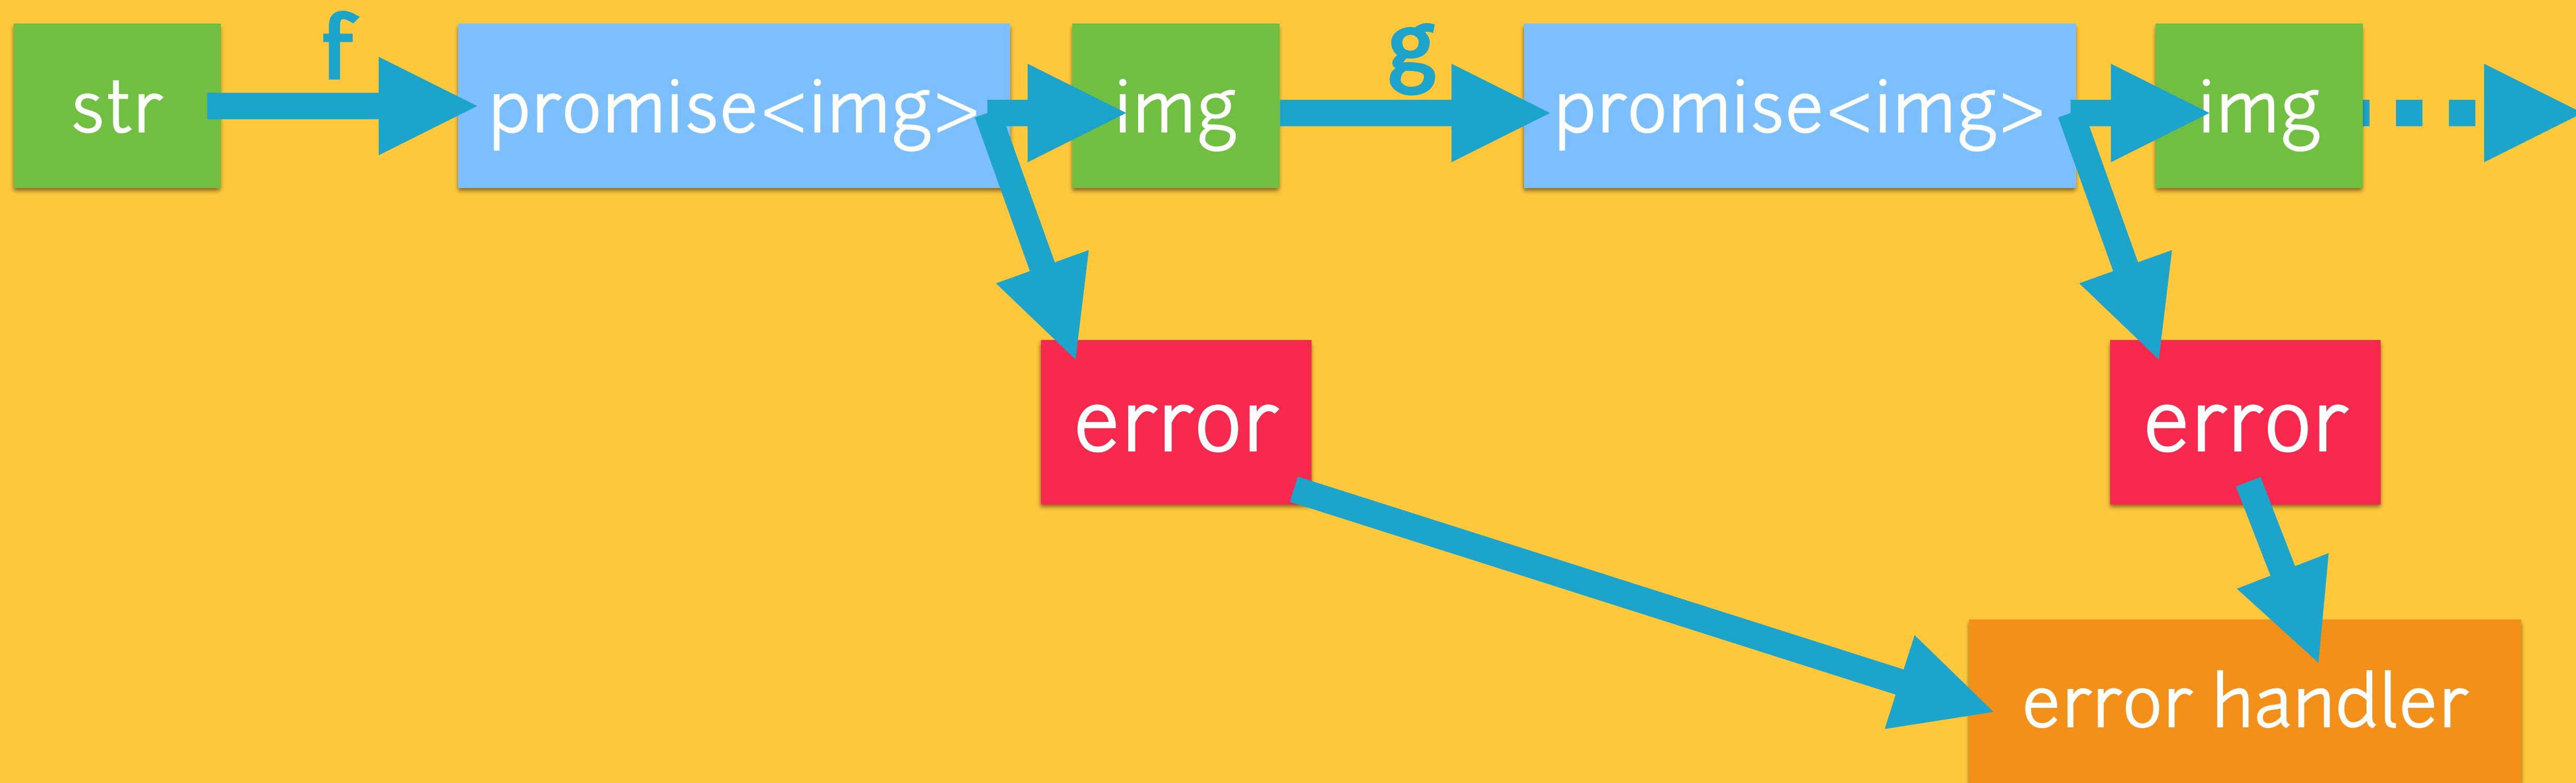 f
g
str
promise<img>
img
promise<img>
img
error
error
error handler